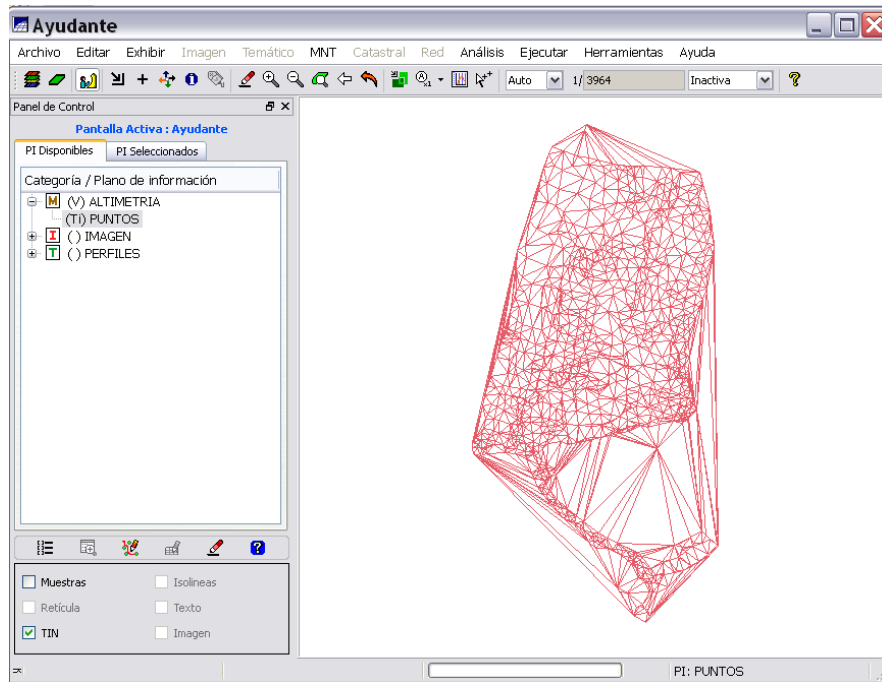 Ayudante
Archivo Editar Exhibir Imagen Temático MNT Catastral Red Análisis Ejecutar Herramientas Ayuda
Auto 1/ 3964 Inactiva
Panel de Control
Pantalla Activa : Ayudante
PI Disponibles PI Seleccionados
Categoría / Plano de información
M (V) ALTIMETRIA
(Ti) PUNTOS
I ( ) IMAGEN
T ( ) PERFILES
Muestras Isolineas
Retícula Texto
TIN Imagen
PI: PUNTOS